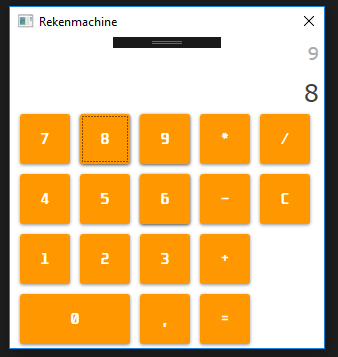 Rekenmachine
9
8
7 8 9 * /
4 5 6 - C
1 2 3 +
0 , =